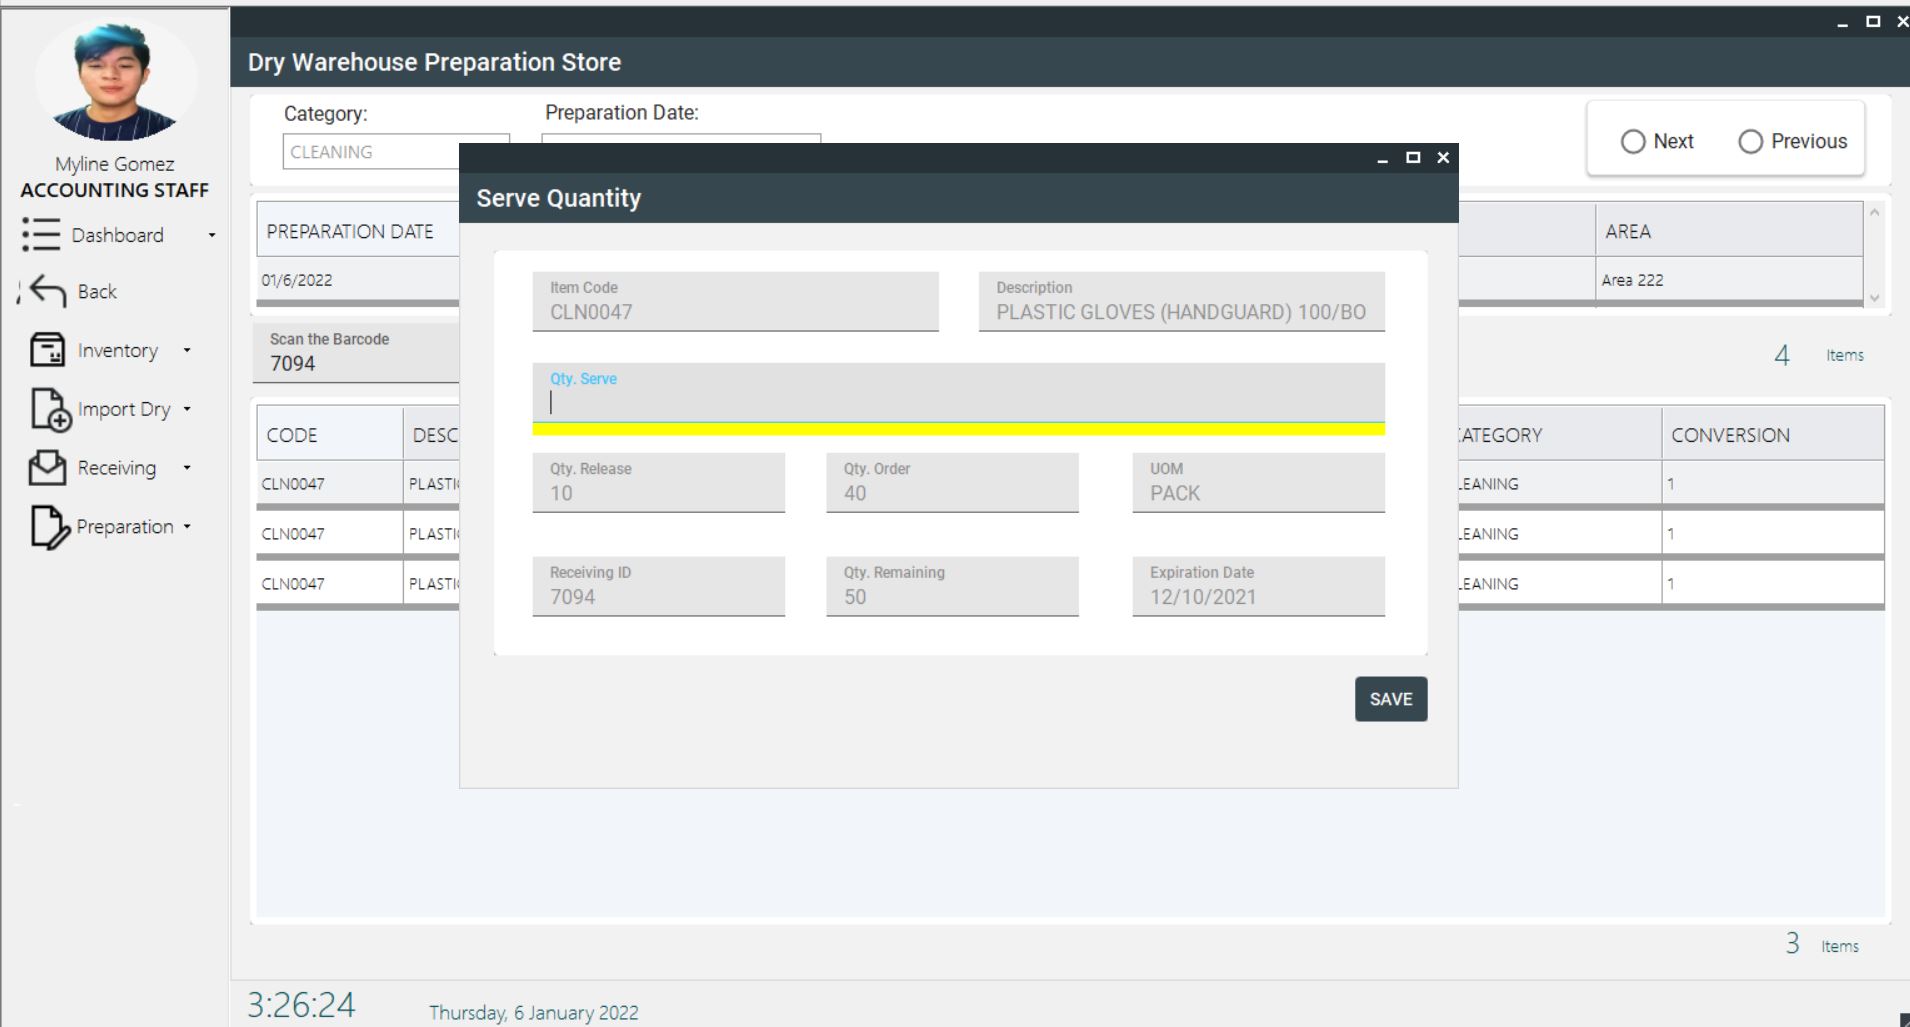 Myline Gomez
ACCOUNTING STAFF
Dashboard
Back
Inventory
Import Dry
Receiving
Preparation
Dry Warehouse Preparation Store
Category:
Preparation Date:
CLEANING
Next
Previous
PREPARATION DATE
AREA
01/6/2022
Area 222
Scan the Barcode
7094
4 Items
CODE
DESC
ATEGORY
CONVERSION
CLN0047
PLASTI
LEANING
1
CLN0047
PLASTI
LEANING
1
CLN0047
PLASTI
LEANING
1
Serve Quantity
Item Code
CLN0047
Description
PLASTIC GLOVES (HANDGUARD) 100/BO
Qty. Serve
Qty. Release
10
Qty. Order
40
UOM
PACK
Receiving ID
7094
Qty. Remaining
50
Expiration Date
12/10/2021
SAVE
3 Items
3:26:24
Thursday, 6 January 2022